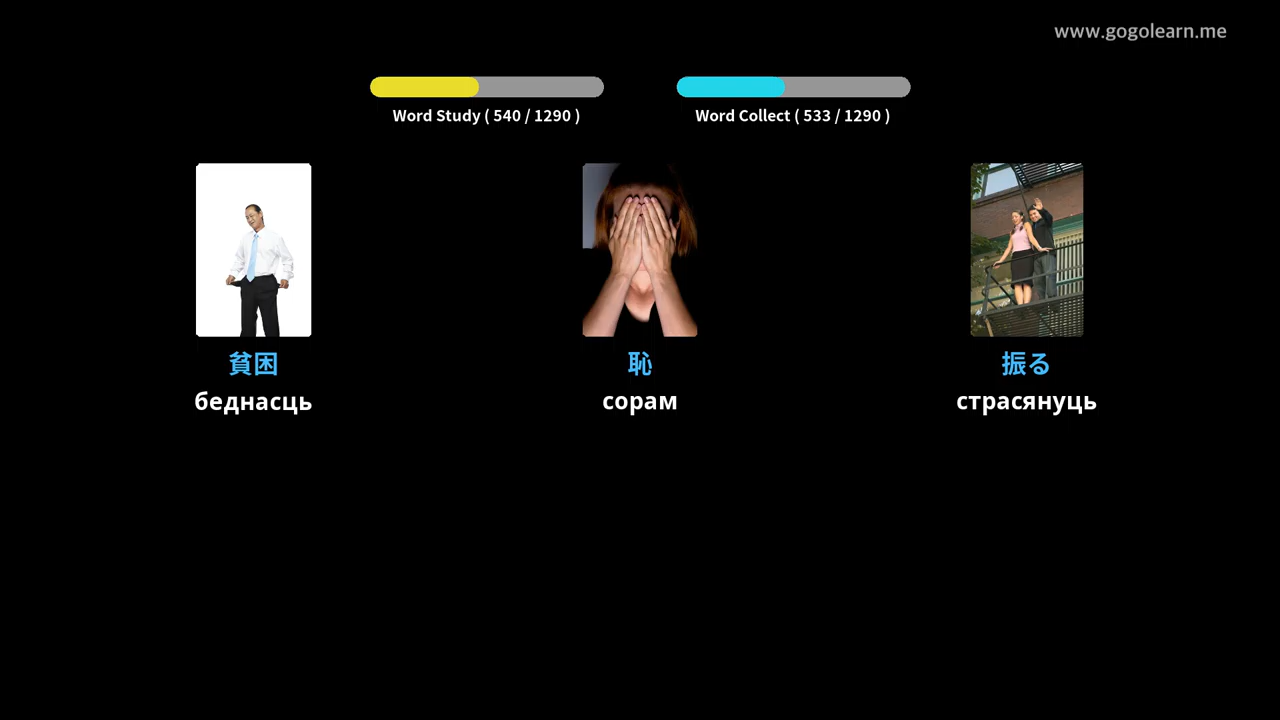 www.gogolearn.me
Word Study ( 540 / 1290 )
Word Collect ( 533 / 1290 )
貧困
恥
振る
беднасць
сорам
страсянуць